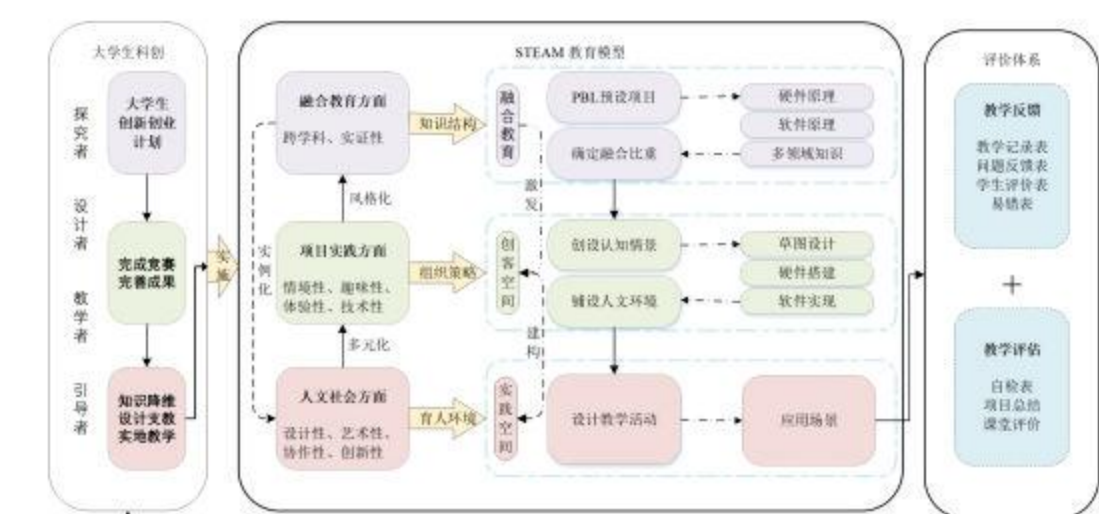 大学生科创
探究者
设计者
教学者
引导者
大学生
创新创业
计划
完成竞赛
完善成果
知识降维
设计支教
实地教学
实施
STEAM 教育模型
融合教育方面
跨学科、实证性
风格化
实例化
项目实践方面
情境性、趣味性、
体验性、技术性
多元化
人文社会方面
设计性、艺术性、
协作性、创新性
知识结构
组织策略
育人环境
融合教育
激发
创客空间
建构
实践空间
PBL预设项目
确定融合比重
硬件原理
软件原理
多领域知识
创设认知情景
铺设人文环境
草图设计
硬件搭建
软件实现
设计教学活动
应用场景
评价体系
教学反馈
教学记录表
问题反馈表
学生评价表
易错表
+
教学评估
自检表
项目总结
课堂评价